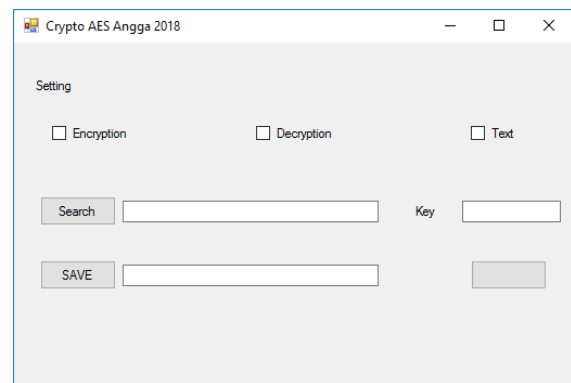 Crypto AES Angga 2018
Setting
Encryption Decryption Text
Search Key
SAVE